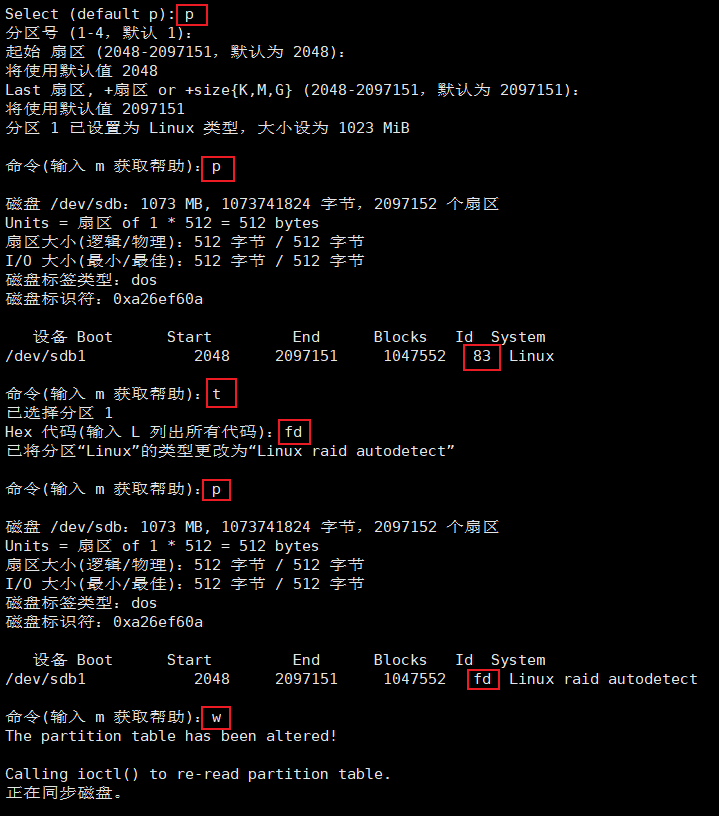 Select (default p): p
分区号 (1-4，默认 1)：
起始 扇区 (2048-2097151，默认为 2048)：
将使用默认值 2048
Last 扇区, +扇区 or +size{K,M,G} (2048-2097151，默认为 2097151)：
将使用默认值 2097151
分区 1 已设置为 Linux 类型，大小设为 1023 MiB
命令(输入 m 获取帮助)：p
磁盘 /dev/sdb：1073 MB, 1073741824 字节，2097152 个扇区
Units = 扇区 of 1 * 512 = 512 bytes
扇区大小(逻辑/物理)：512 字节 / 512 字节
I/O 大小(最小/最佳)：512 字节 / 512 字节
磁盘标签类型：dos
磁盘标识符：0xa26ef60a
设备 Boot      Start         End      Blocks   Id  System
/dev/sdb1            2048     2097151     1047552   83  Linux
命令(输入 m 获取帮助)：t
已选择分区 1
Hex 代码(输入 L 列出所有代码)：fd
已将分区“Linux”的类型更改为“Linux raid autodetect”
命令(输入 m 获取帮助)：p
磁盘 /dev/sdb：1073 MB, 1073741824 字节，2097152 个扇区
Units = 扇区 of 1 * 512 = 512 bytes
扇区大小(逻辑/物理)：512 字节 / 512 字节
I/O 大小(最小/最佳)：512 字节 / 512 字节
磁盘标签类型：dos
磁盘标识符：0xa26ef60a
设备 Boot      Start         End      Blocks   Id  System
/dev/sdb1            2048     2097151     1047552   fd  Linux raid autodetect
命令(输入 m 获取帮助)：w
The partition table has been altered!
Calling ioctl() to re-read partition table.
正在同步磁盘。